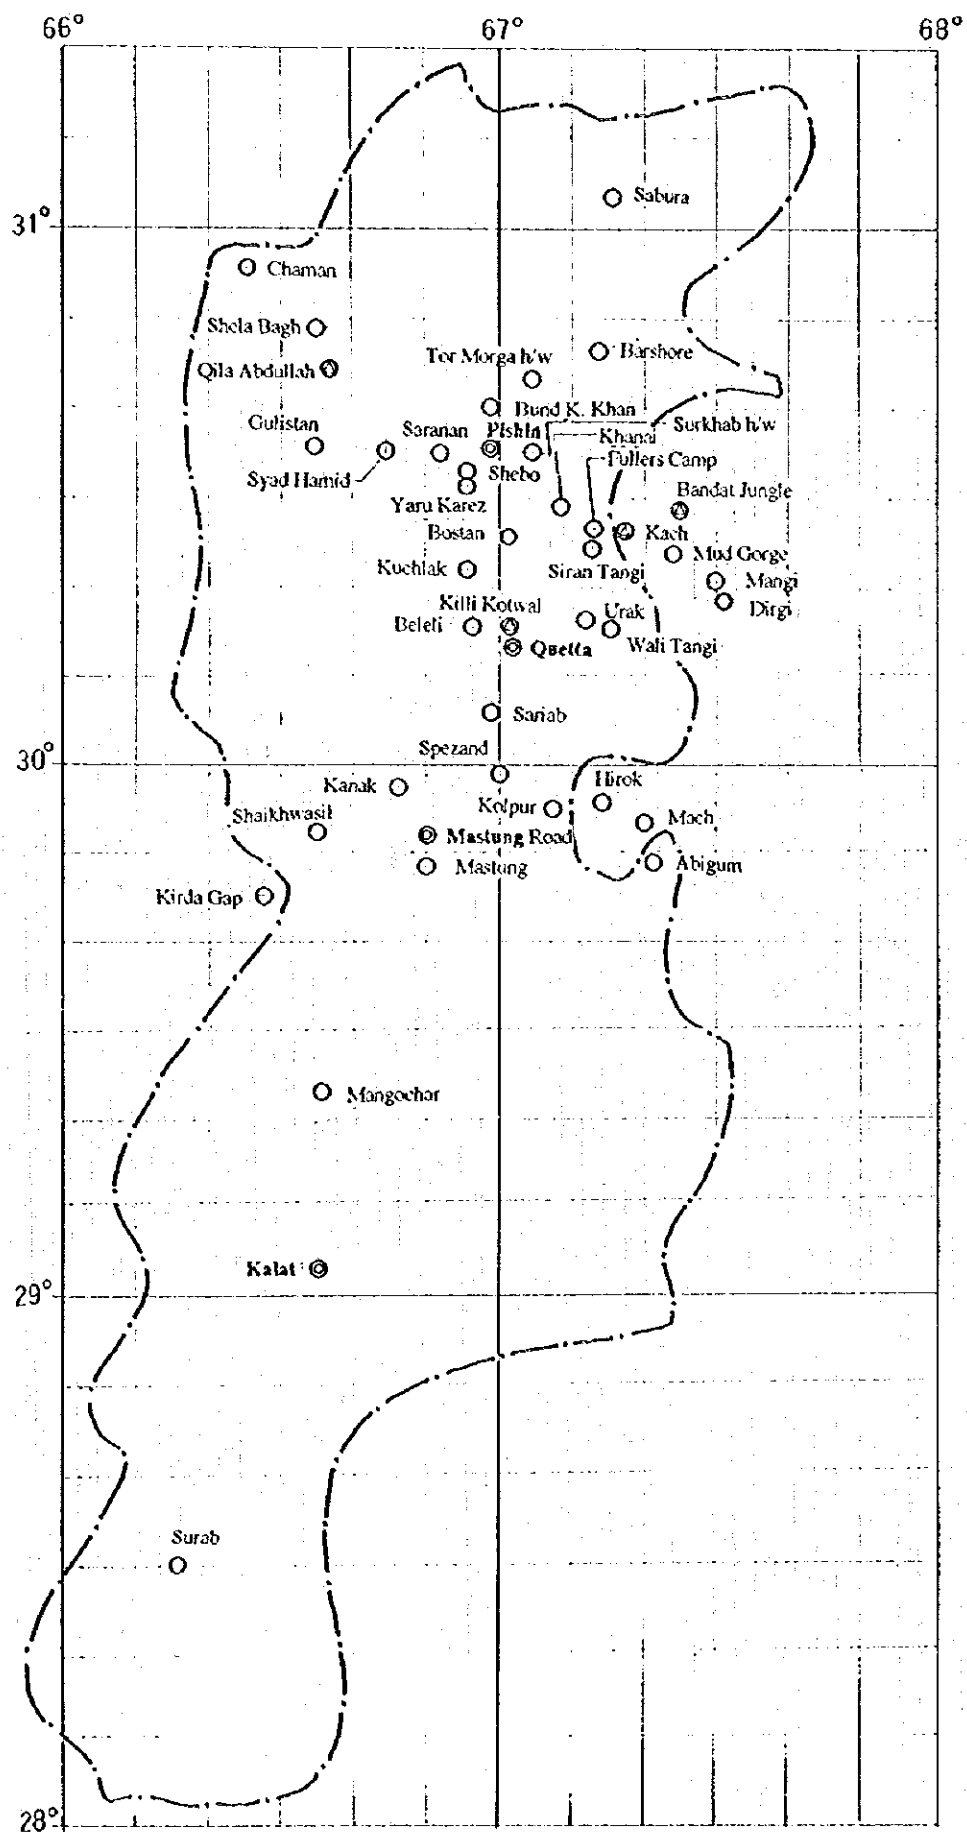 66°
67°
68°
Sabura
31°
Chaman
Shela Bagh
Barshore
Tor Morga h/w
Qila Abdullah
Bund K. Khan
Gulistan
Saranan
Pishin
Surkhab h/w
Khanai
Fullers Camp
Syad Hamid
Shebo
Bandat Jungle
Yaru Karez
Bostan
Kach
Mud Gorge
Kuchlak
Siran Tangi
Mangi
Dirgi
Killi Kotwal
Beleli
Urak
Quetta
Wali Tangi
Sariab
30°
Spezand
Kanak
Hirok
Kolpur
Shaikhwasil
Mach
Mastung Road
Mastung
Abigum
Kirda Gap
Mangochar
Kalat
29°
Surab
28°